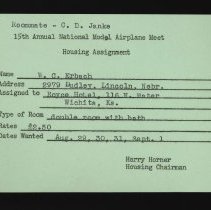 Roommate - C. D. Janke
15th Annual National Model Airplane Meet
Housing Assignment
Name W. C. Erbach
Address 2979 Dudley, Lincoln, Nebr.
Assigned to Hotel, 116 N.
Wichita, Ks.
Type of Room double room with bath
Rates $2.50
Dates Wanted Aug. 29, 30, 31, Sept. 1
Harry Horner
Housing Chairman